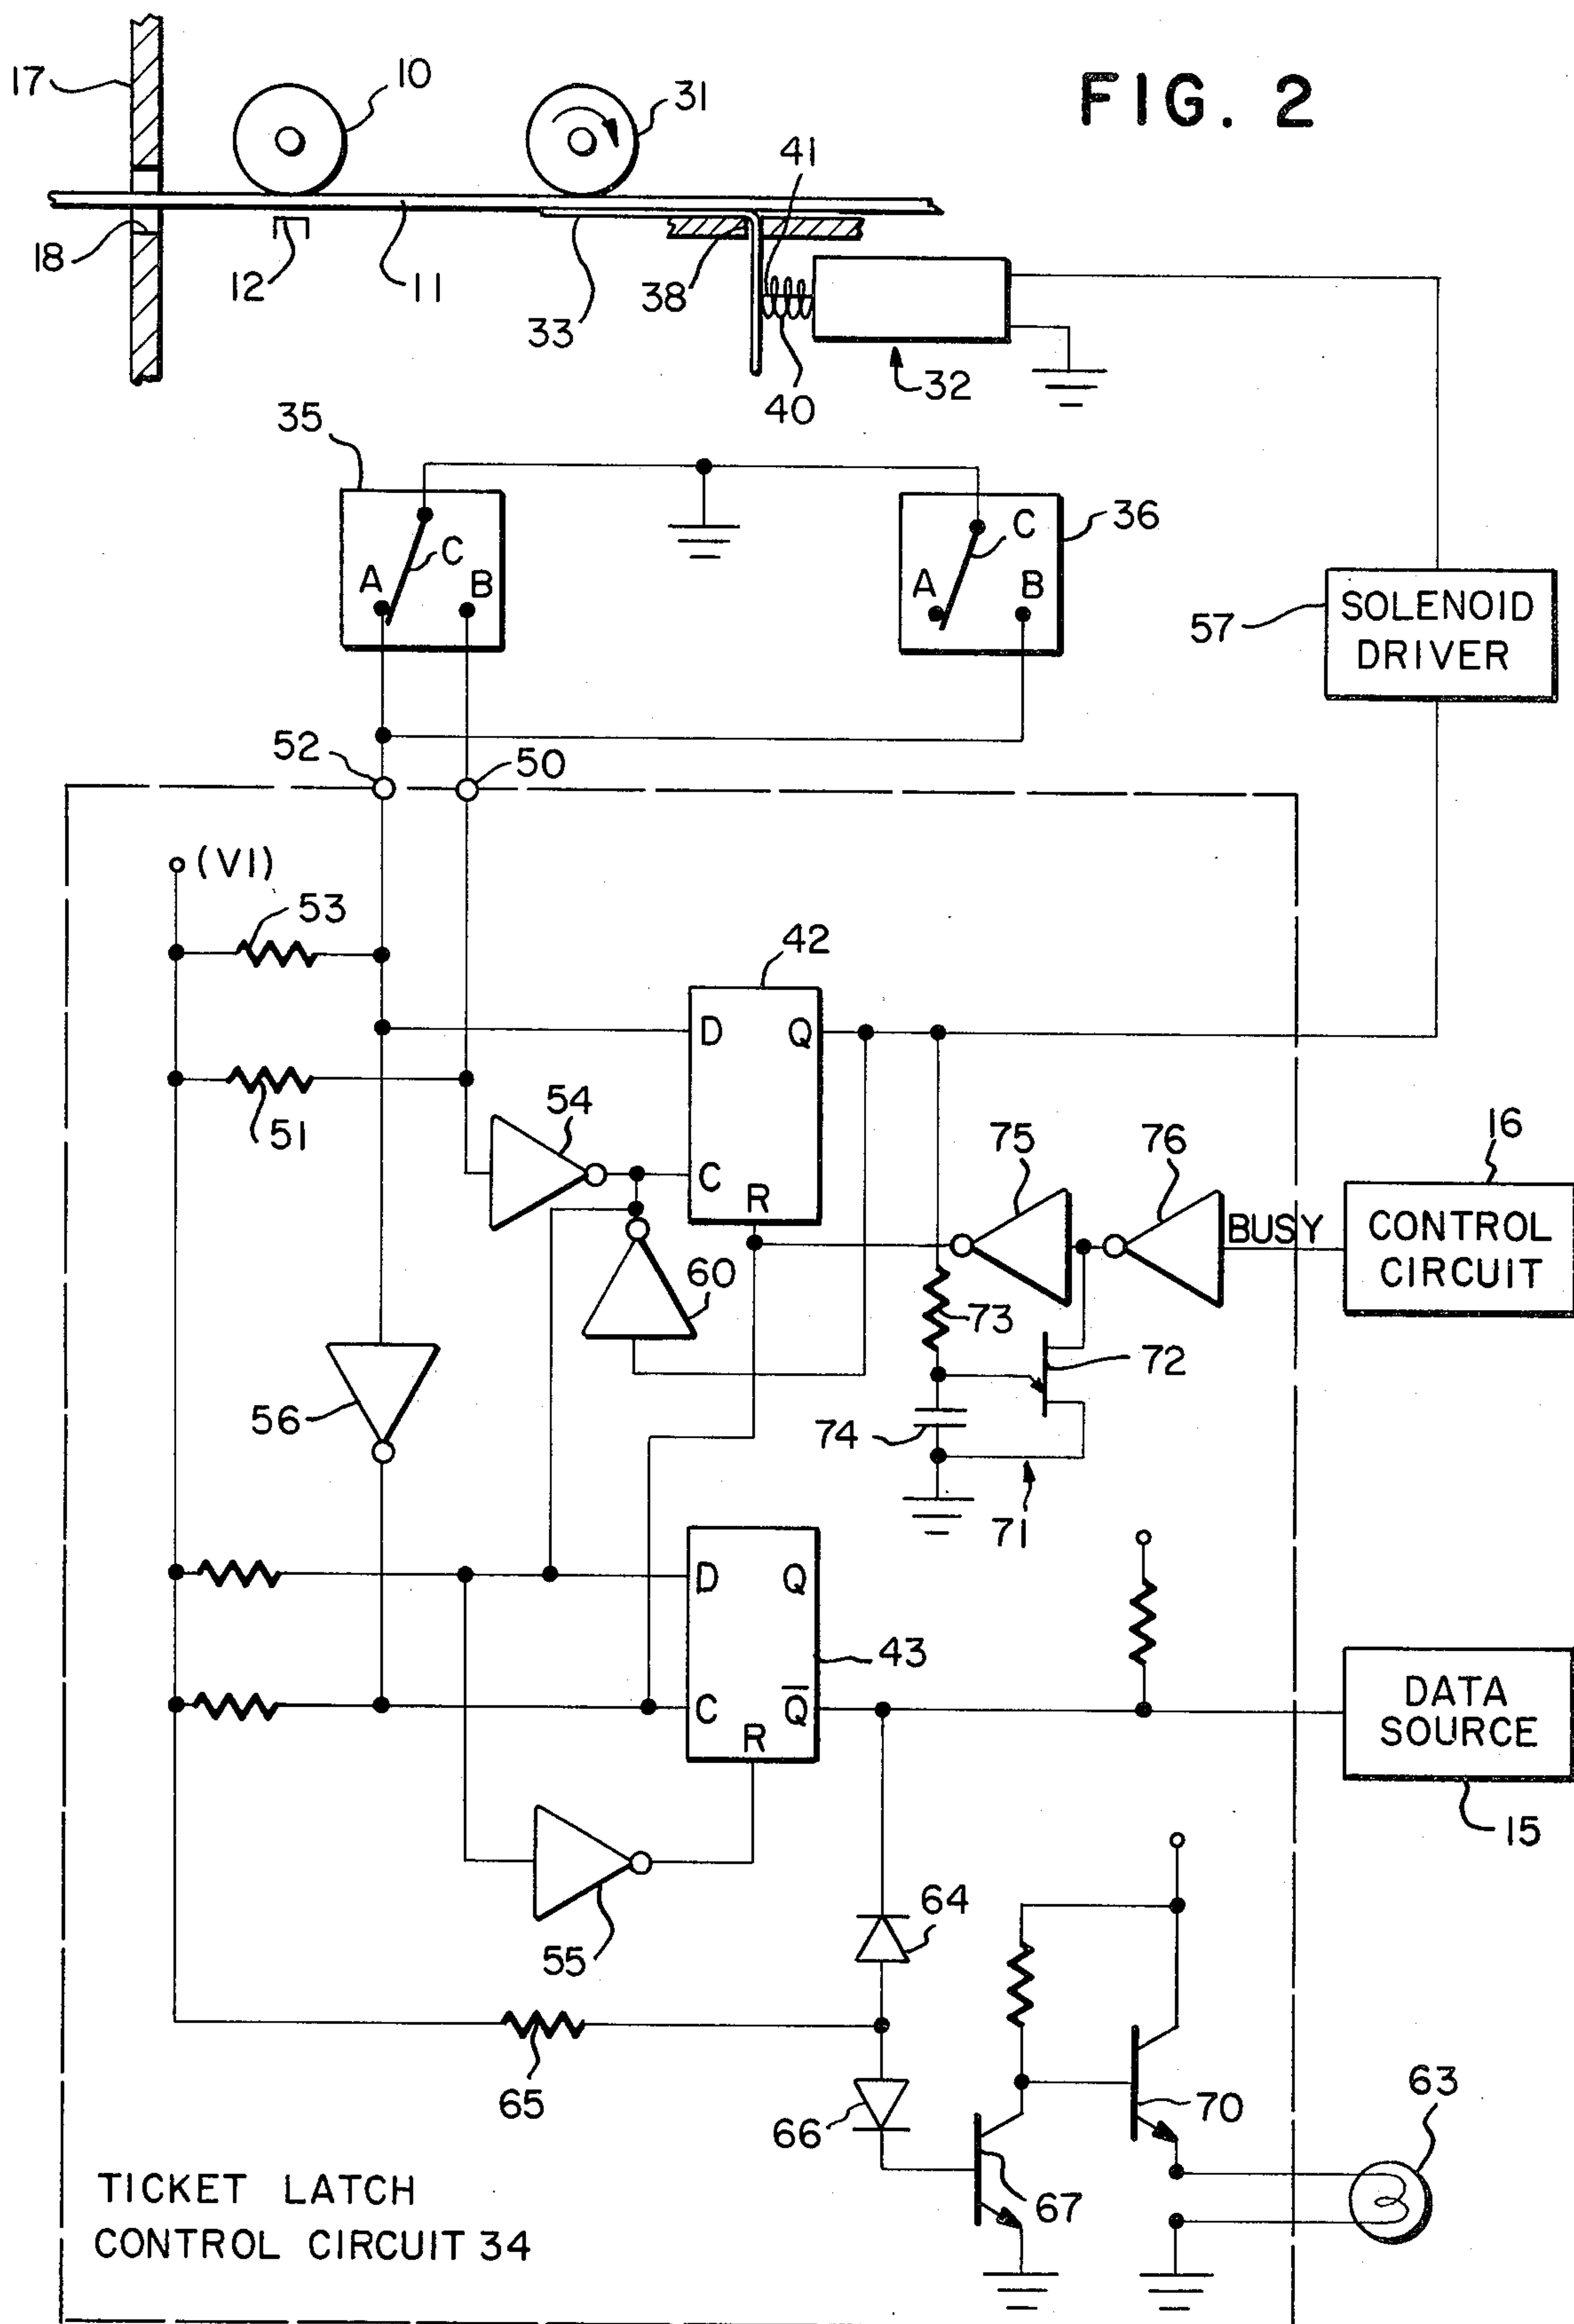 FIG. 2
17
10
31
41
18
12
11
33
38
40
32
35
36
A
C
B
A
C
B
SOLENOID
DRIVER
57
52
50
(V1)
53
42
D
Q
51
54
75
76
16
C
R
BUSY
CONTROL
CIRCUIT
60
73
72
56
74
71
D
Q
43
C
Q̅
R
DATA
SOURCE
15
55
64
65
66
70
63
67
TICKET LATCH
CONTROL CIRCUIT 34